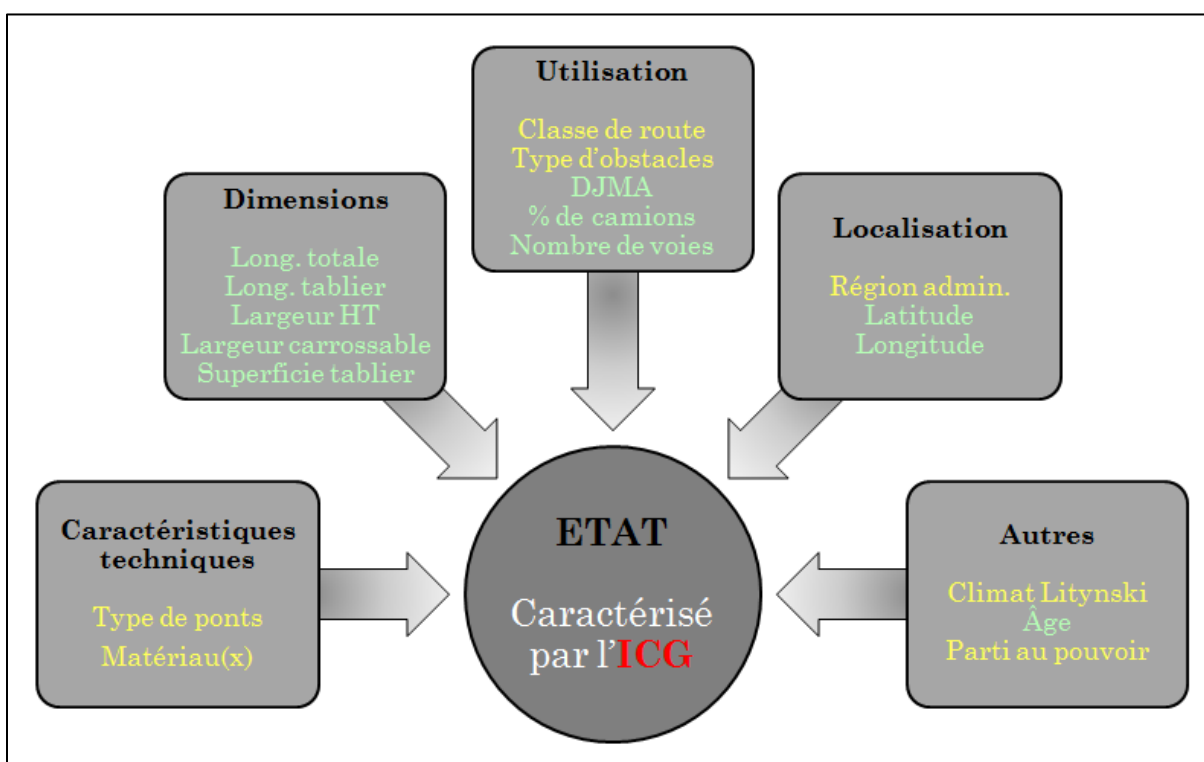 Utilisation
Classe de route
Type d'obstacles
DJMA
% de camions
Nombre de voies
Dimensions
Long. totale
Long. tablier
Largeur HT
Largeur carrossable
Superficie tablier
Localisation
Région admin.
Latitude
Longitude
Caractéristiques
techniques
Type de ponts
Matériau(x)
ETAT
Caractérisé
par l'ICG
Autres
Climat Litynski
Âge
Parti au pouvoir